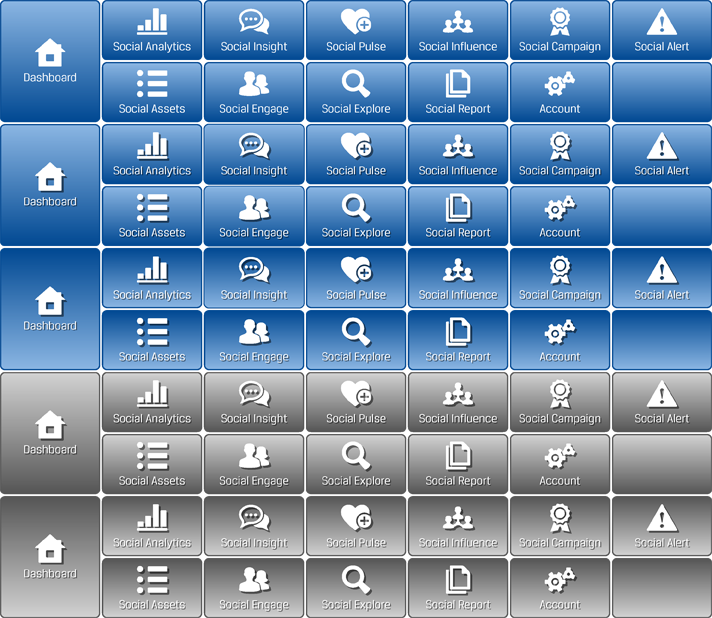 Social Analytics Social Insight Social Pulse Social Influence Social Campaign Social Alert
Dashboard
Social Assets Social Engage Social Explore Social Report Account
Social Analytics Social Insight Social Pulse Social Influence Social Campaign Social Alert
Dashboard
Social Assets Social Engage Social Explore Social Report Account
Social Analytics Social Insight Social Pulse Social Influence Social Campaign Social Alert
Dashboard
Social Assets Social Engage Social Explore Social Report Account
Social Analytics Social Insight Social Pulse Social Influence Social Campaign Social Alert
Dashboard
Social Assets Social Engage Social Explore Social Report Account
Social Analytics Social Insight Social Pulse Social Influence Social Campaign Social Alert
Dashboard
Social Assets Social Engage Social Explore Social Report Account